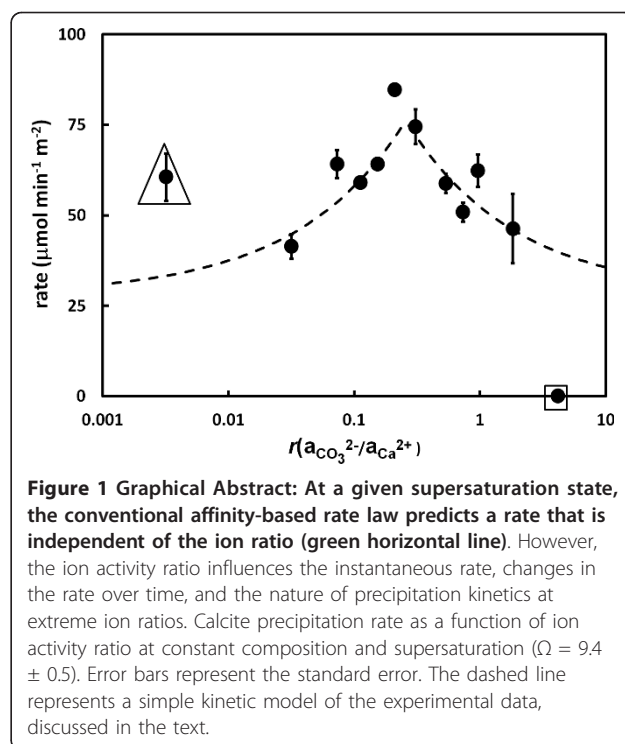 100
75
50
25
0
rate (µmol min⁻¹ m⁻²)
0.001 0.01 0.1 1 10
r(aCO₃²⁻/aCa²⁺)
Figure 1 Graphical Abstract: At a given supersaturation state,
the conventional affinity-based rate law predicts a rate that is
independent of the ion ratio (green horizontal line). However,
the ion activity ratio influences the instantaneous rate, changes in
the rate over time, and the nature of precipitation kinetics at
extreme ion ratios. Calcite precipitation rate as a function of ion
activity ratio at constant composition and supersaturation (Ω = 9.4
± 0.5). Error bars represent the standard error. The dashed line
represents a simple kinetic model of the experimental data,
discussed in the text.